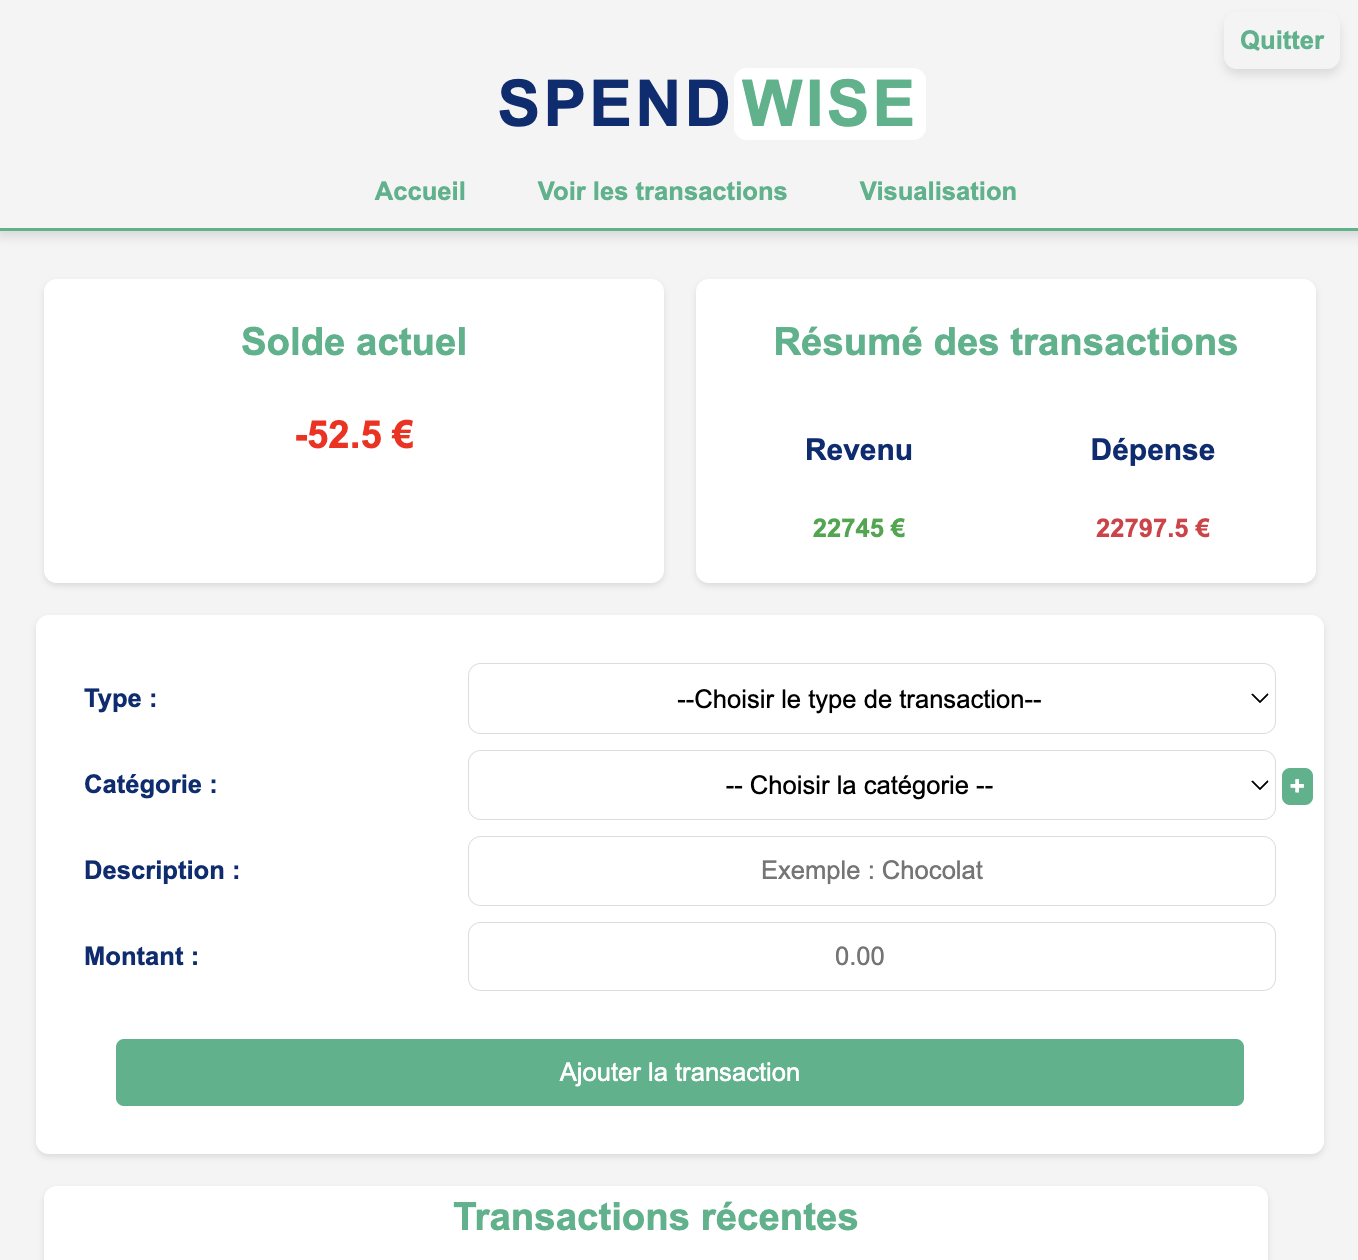 Quitter
SPENDWISE
Accueil Voir les transactions Visualisation
Solde actuel
-52.5 €
Résumé des transactions
Revenu Dépense
22745 € 22797.5 €
Type : --Choisir le type de transaction--
Catégorie : -- Choisir la catégorie -- +
Description : Exemple : Chocolat
Montant : 0.00
Ajouter la transaction
Transactions récentes